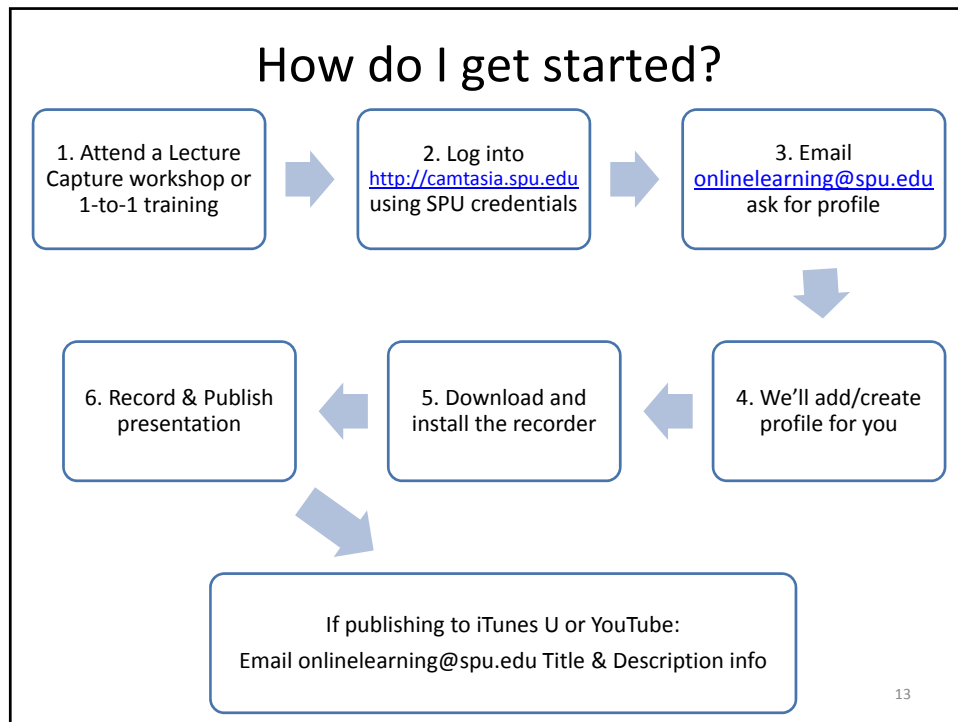 How do I get started?
1. Attend a Lecture
Capture workshop or
1-to-1 training
2. Log into
http://camtasia.spu.edu
using SPU credentials
3. Email
onlinelearning@spu.edu
ask for profile
4. We’ll add/create
profile for you
5. Download and
install the recorder
6. Record & Publish
presentation
If publishing to iTunes U or YouTube:
Email onlinelearning@spu.edu Title & Description info
13